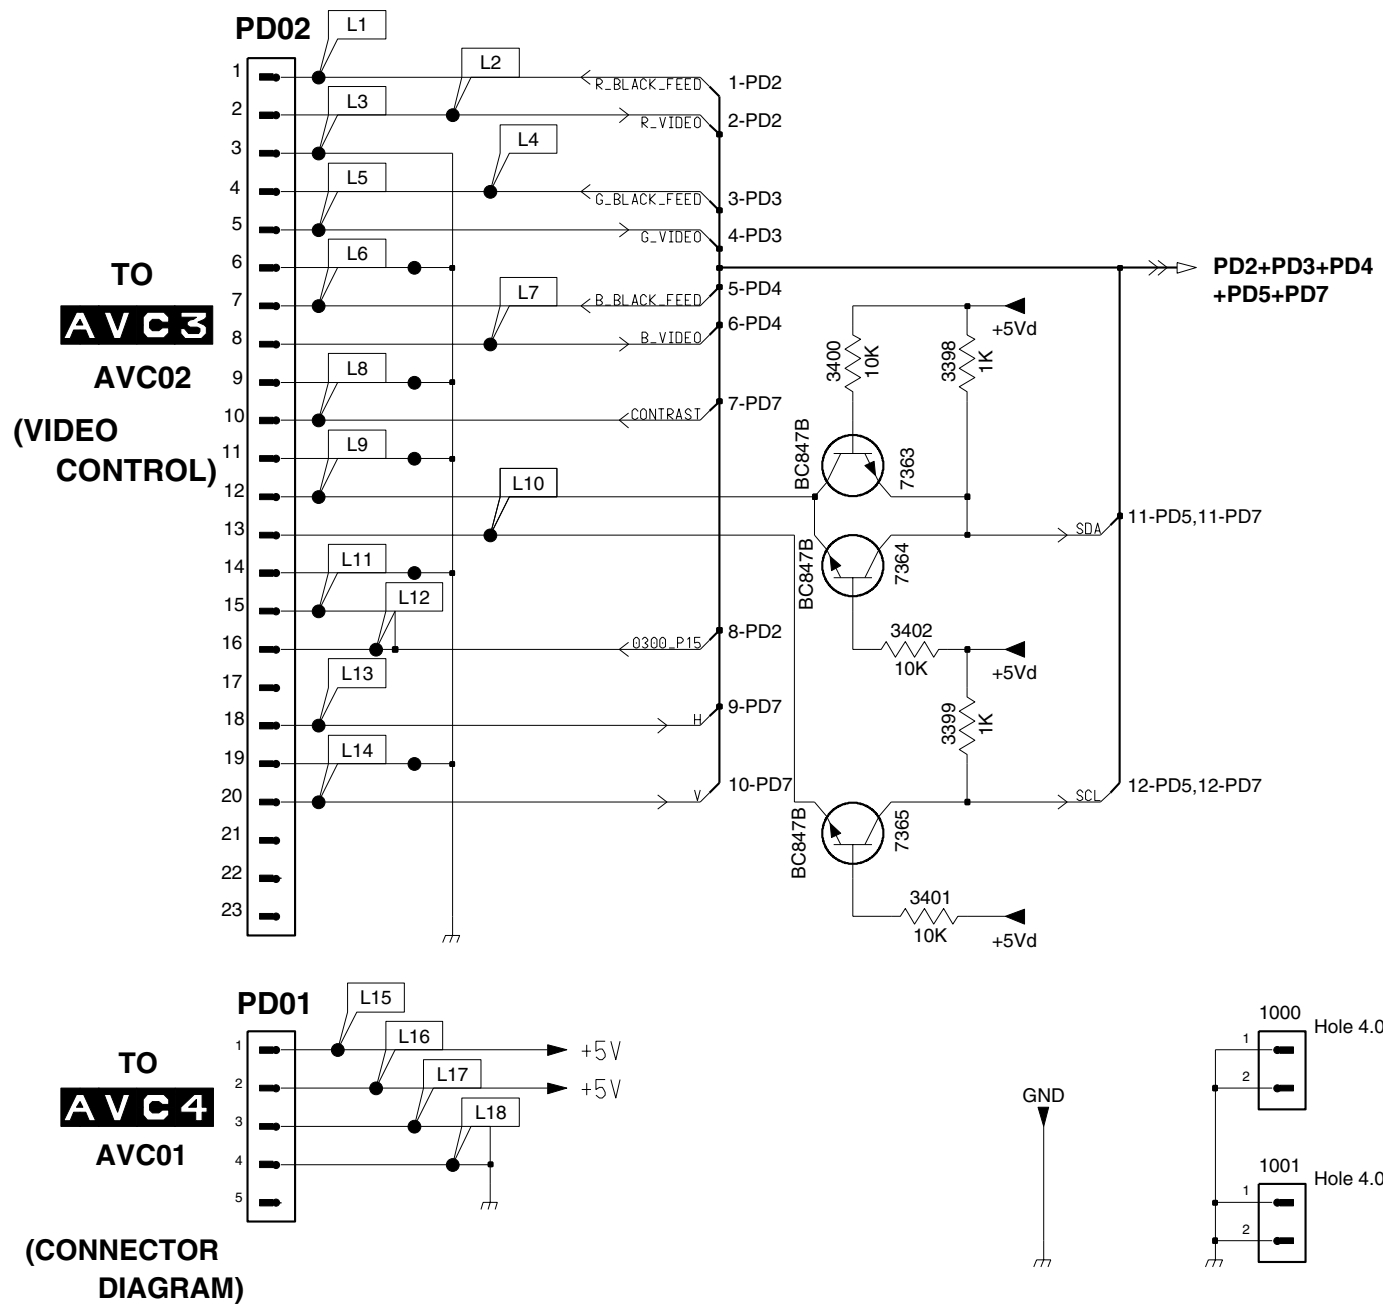 PD02
L1
L2
L3
L4
L5
L6
L7
L8
L9
L10
L11
L12
L13
L14
1
2
3
4
5
6
7
8
9
10
11
12
13
14
15
16
17
18
19
20
21
22
23
TO
AVC3
AVC02
(VIDEO
CONTROL)
R_BLACK_FEED
1-PD2
R_VIDEO
2-PD2
G_BLACK_FEED
3-PD3
G_VIDEO
4-PD3
B_BLACK_FEED
5-PD4
B_VIDEO
6-PD4
CONTRAST
7-PD7
0300_P15
8-PD2
H
9-PD7
V
10-PD7
PD2+PD3+PD4
+PD5+PD7
+5Vd
3400
10K
3398
1K
BC847B
7363
BC847B
7364
SDA
11-PD5,11-PD7
3402
10K
+5Vd
3399
1K
BC847B
7365
SCL
12-PD5,12-PD7
3401
10K
+5Vd
PD01
L15
L16
L17
L18
1
2
3
4
5
+5V
+5V
TO
AVC4
AVC01
(CONNECTOR
DIAGRAM)
GND
1000
Hole 4.0
1
2
1001
Hole 4.0
1
2